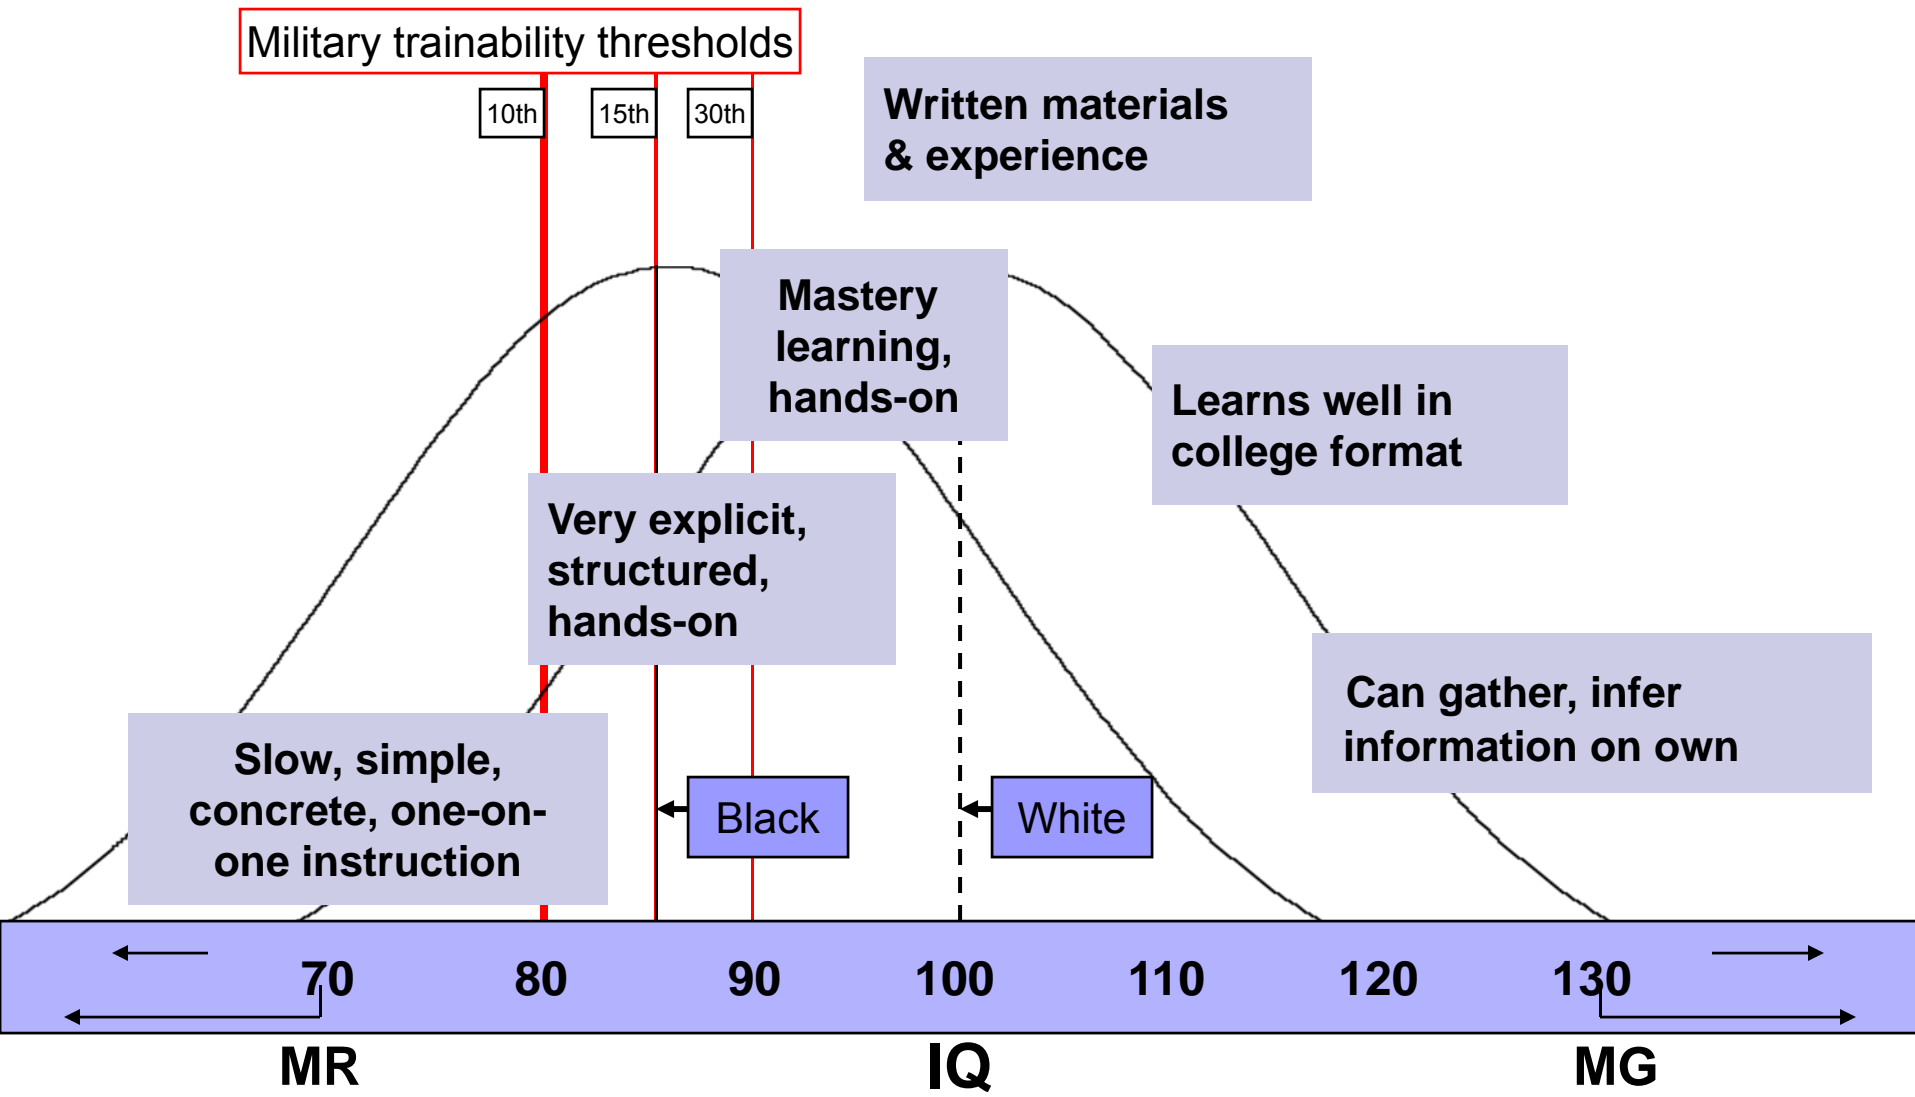 Military trainability thresholds
10th
15th
30th
Written materials
& experience
Mastery
learning,
hands-on
Learns well in
college format
Very explicit,
structured,
hands-on
Can gather, infer
information on own
Slow, simple,
concrete, one-on-
one instruction
Black
White
70 80 90 100 110 120 130
MR IQ MG